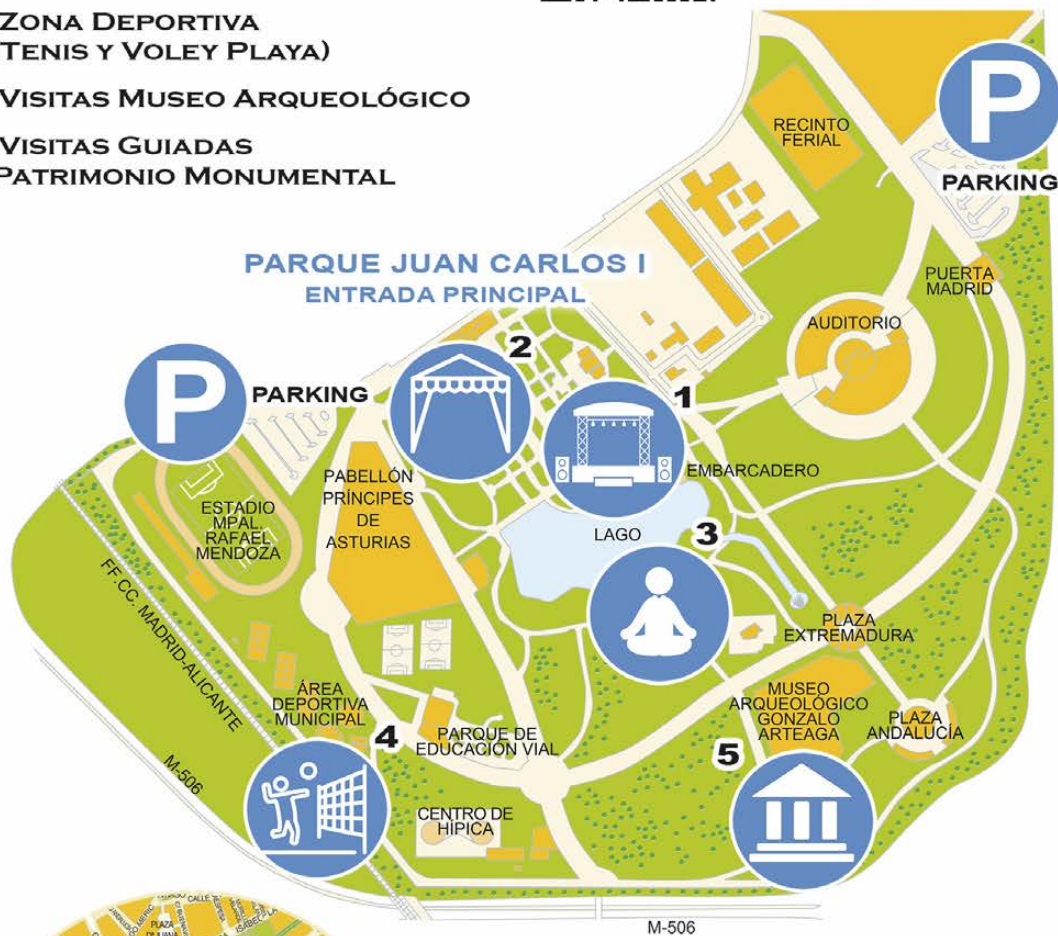 ZONA DEPORTIVA
TENIS Y VOLEY PLAYA)
VISITAS MUSEO ARQUEOLÓGICO
VISITAS GUIADAS
PATRIMONIO MONUMENTAL
P
PARKING
RECINTO
FERIAL
PARQUE JUAN CARLOS I
ENTRADA PRINCIPAL
PUERTA
MADRID
AUDITORIO
2
P
PARKING
1
EMBARCADERO
PABELLÓN
PRÍNCIPES
DE
ASTURIAS
ESTADIO
MPAL.
RAFAEL
MENDOZA
LAGO
3
FF-CC. MADRID-ALICANTE
PLAZA
EXTREMADURA
ÁREA
DEPORTIVA
MUNICIPAL
4
PARQUE DE
EDUCACIÓN VIAL
MUSEO
ARQUEOLÓGICO
GONZALO
ARTEAGA
PLAZA
ANDALUCÍA
5
M-506
CENTRO DE
HÍPICA
M-506
CALLE
PLAZA